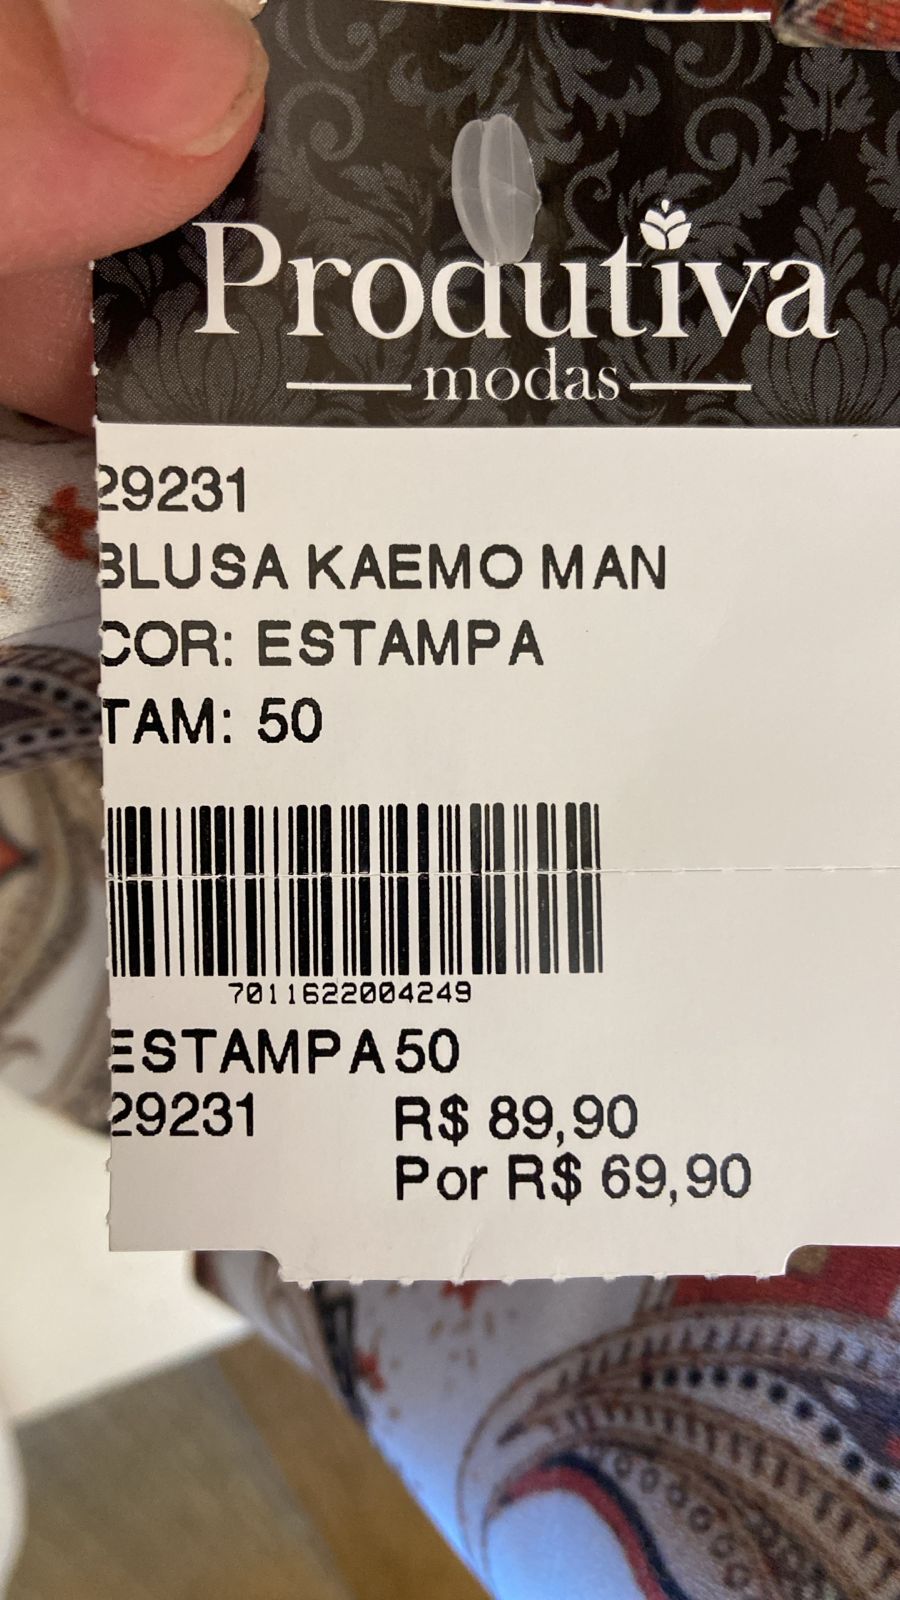 Produtiva
modas
29231
BLUSA KAEMO MAN
COR: ESTAMPA
TAM: 50
7011622004249
ESTAMPA50
29231 R$ 89,90
Por R$ 69,90